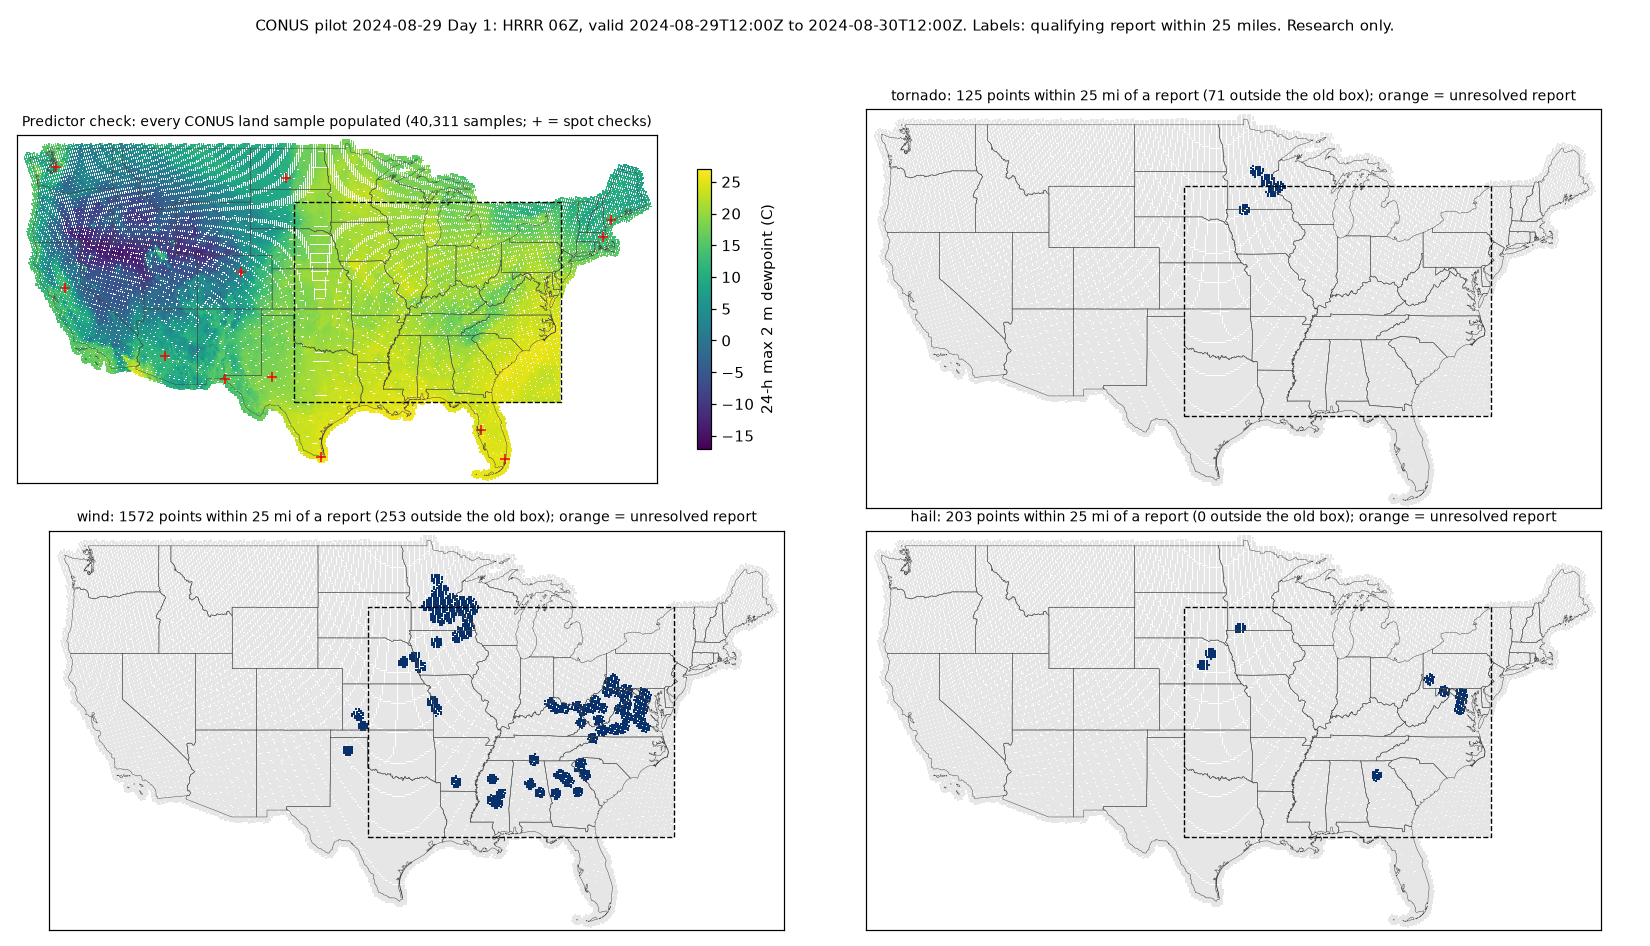 CONUS pilot 2024-08-29 Day 1: HRRR 06Z, valid 2024-08-29T12:00Z to 2024-08-30T12:00Z. Labels: qualifying report within 25 miles. Research only.
Predictor check: every CONUS land sample populated (40,311 samples; + = spot checks)
25
20
15
10
5
0
−5
−10
−15
24-h max 2 m dewpoint (C)
tornado: 125 points within 25 mi of a report (71 outside the old box); orange = unresolved report
wind: 1572 points within 25 mi of a report (253 outside the old box); orange = unresolved report
hail: 203 points within 25 mi of a report (0 outside the old box); orange = unresolved report